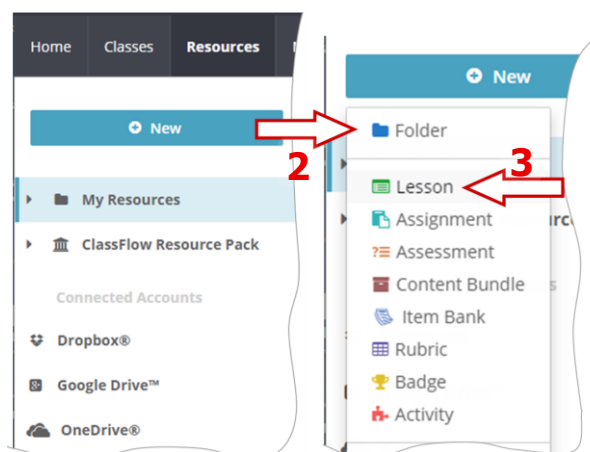 Home Classes Resources
New
2
My Resources
ClassFlow Resource Pack
Connected Accounts
Dropbox®
Google Drive™
OneDrive®
New
Folder
3
Lesson
Assignment
Assessment
Content Bundle
Item Bank
Rubric
Badge
Activity